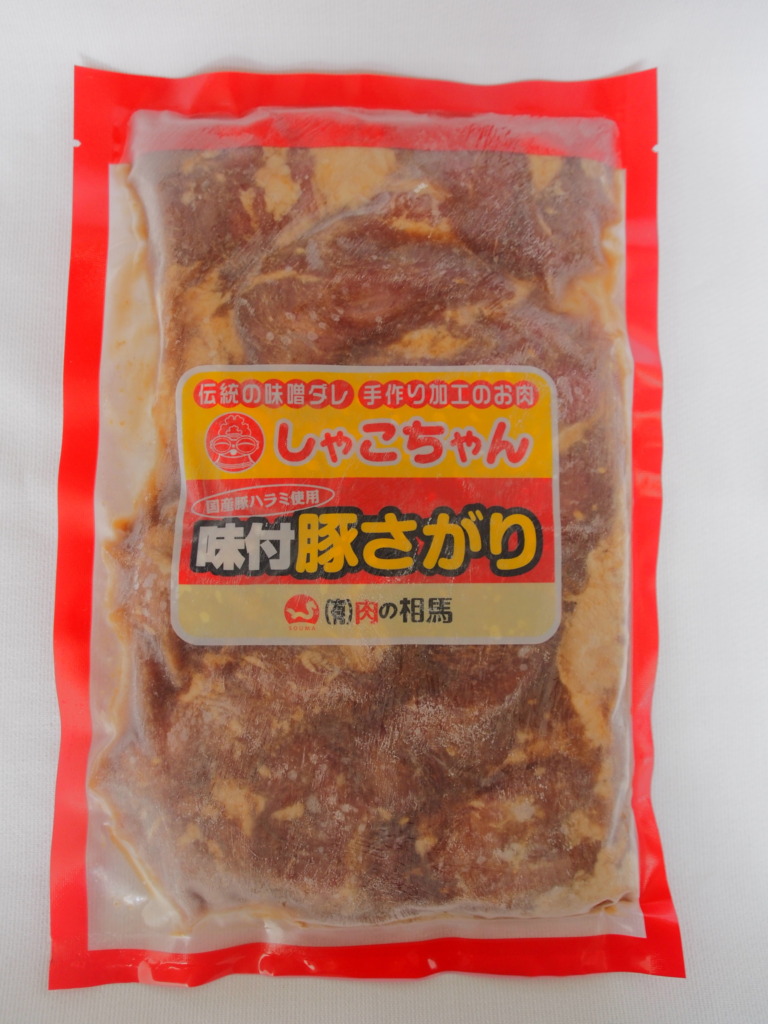 伝統の味噌ダレ 手作り加工のお肉
しゃこちゃん
国産豚ハラミ使用
味付豚さがり
(有)肉の相馬